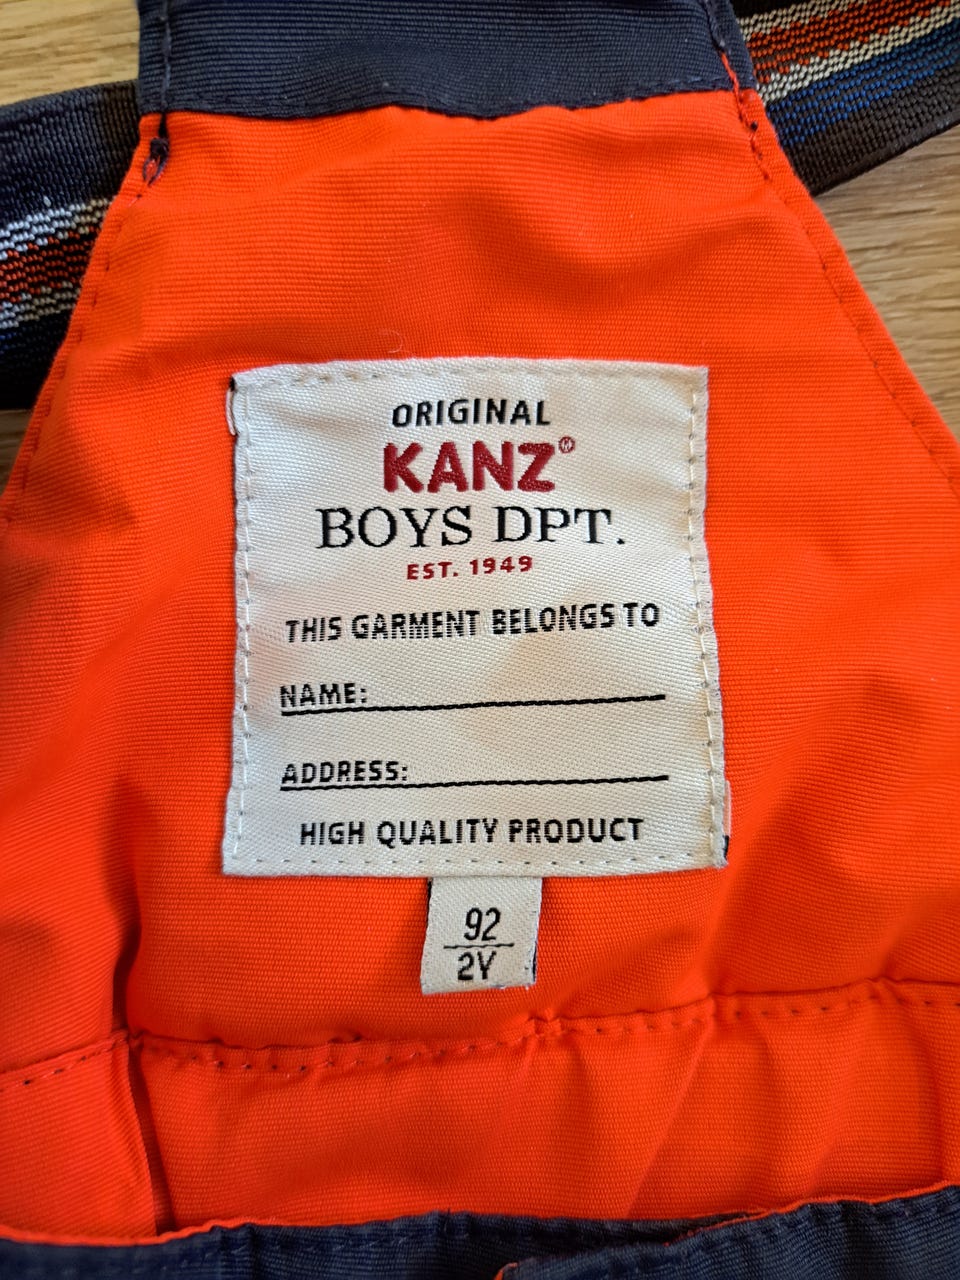 ORIGINAL
KANZ®
BOYS DPT.
EST. 1949
THIS GARMENT BELONGS TO
NAME:
ADDRESS:
HIGH QUALITY PRODUCT
92
2Y